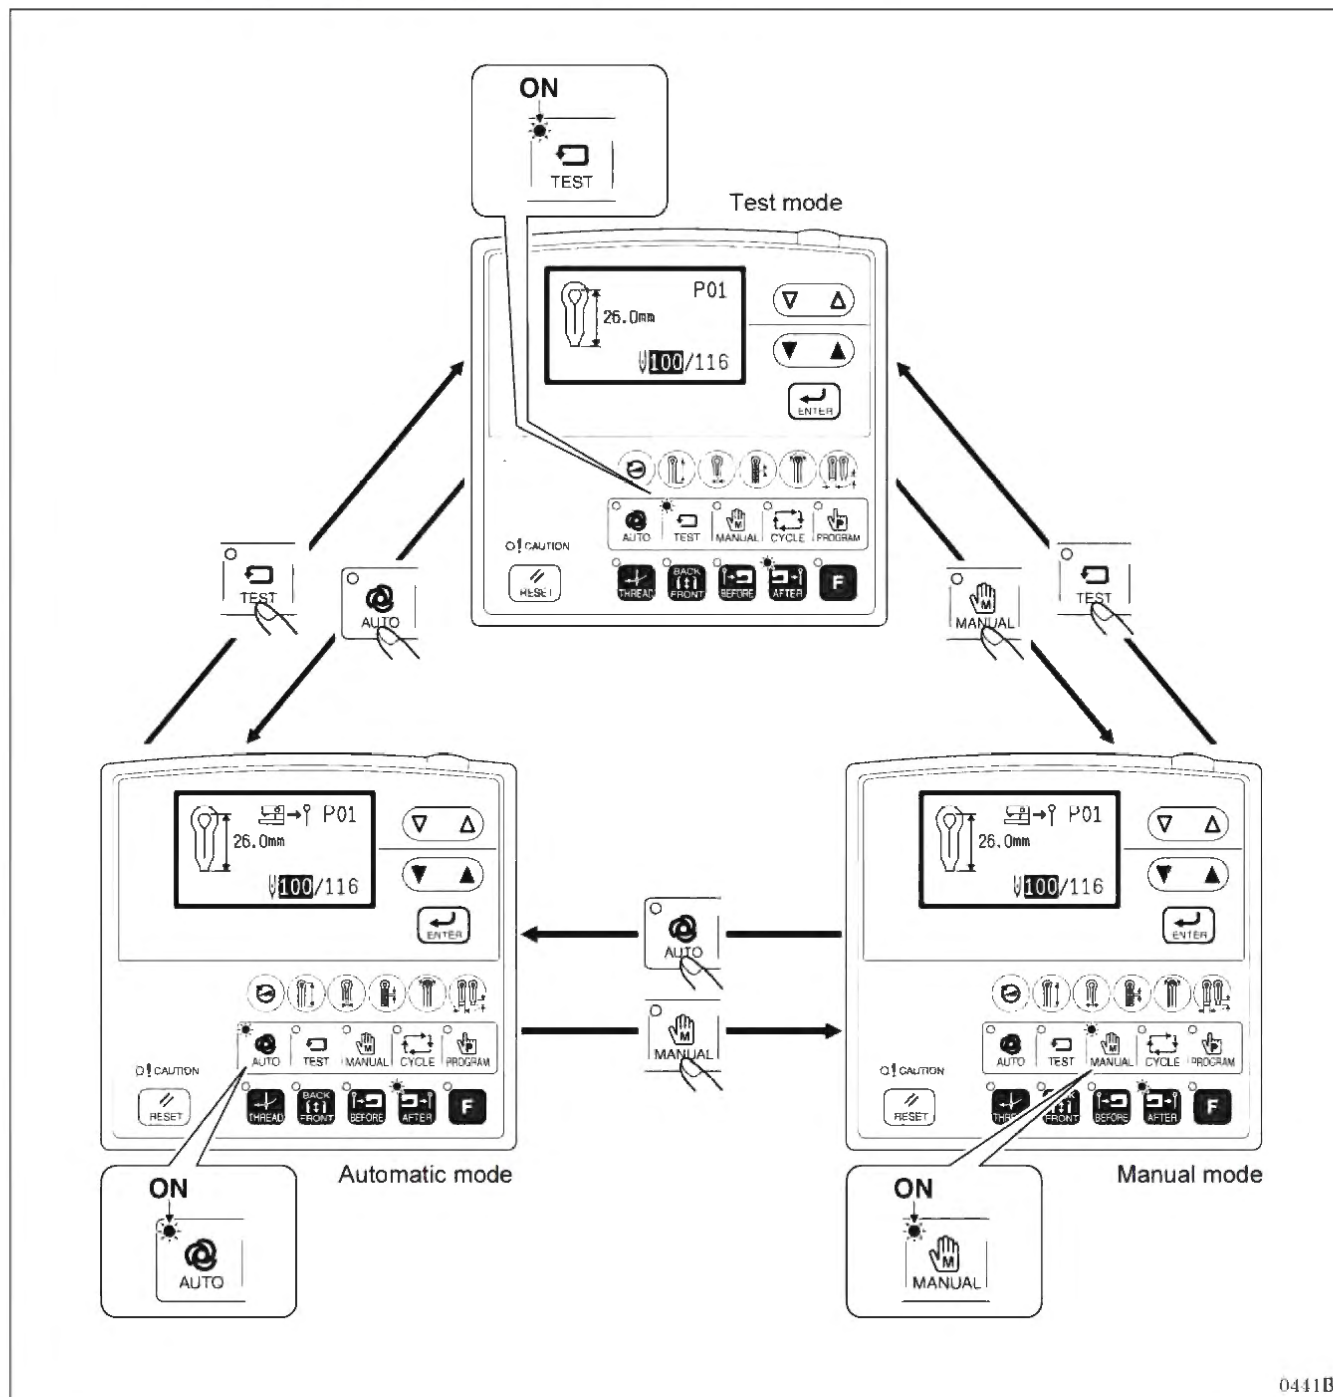 ON
TEST
Test mode
P01
26.0mm
100/116
ENTER
AUTO TEST MANUAL CYCLE PROGRAM
! CAUTION
RESET
THREAD BACK FRONT BEFORE AFTER F
TEST
AUTO
MANUAL
TEST
P01
26.0mm
100/116
ENTER
AUTO TEST MANUAL CYCLE PROGRAM
! CAUTION
RESET
THREAD BACK FRONT BEFORE AFTER F
Automatic mode
ON
AUTO
AUTO
MANUAL
P01
26.0mm
100/116
ENTER
AUTO TEST MANUAL CYCLE PROGRAM
! CAUTION
RESET
FRONT BEFORE AFTER F
Manual mode
ON
MANUAL
0441B